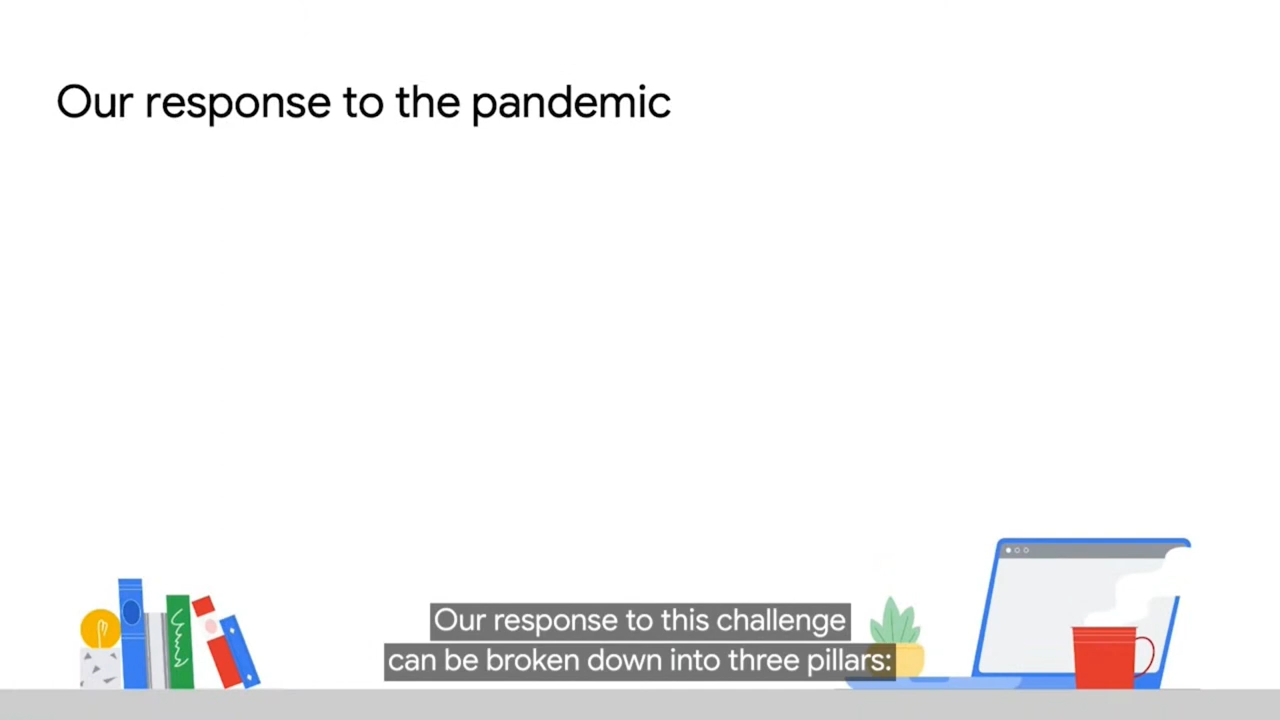 Our response to the pandemic
Our response to this challenge
can be broken down into three pillars: